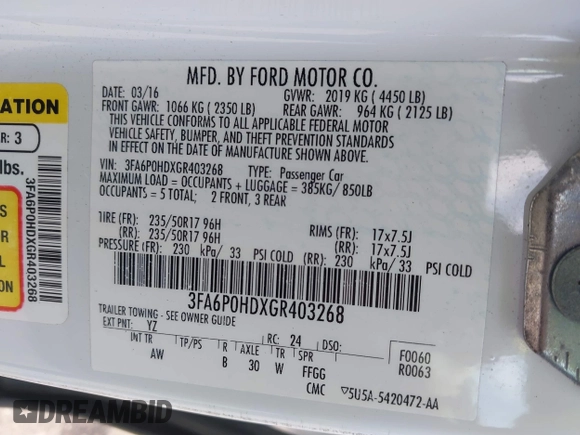 MFD. BY FORD MOTOR CO.
DATE: 03/16 GVWR: 2019 KG ( 4450 LB)
FRONT GAWR: 1066 KG ( 2350 LB) REAR GAWR: 964 KG ( 2125 LB)
THIS VEHICLE CONFORMS TO ALL APPLICABLE FEDERAL MOTOR
VEHICLE SAFETY, BUMPER, AND THEFT PREVENTION STANDARDS
IN EFFECT ON THE DATE OF MANUFACTURE SHOWN ABOVE.
VIN: 3FA6P0HDXGR403268 TYPE: Passenger Car
MAXIMUM LOAD = OCCUPANTS + LUGGAGE = 385KG/850LB
OCCUPANTS = 5 TOTAL: 2 FRONT, 3 REAR
TIRE (FR): 235/50R17 96H RIMS (FR): 17x7.5J
(RR): 235/50R17 96H (RR): 17x7.5J
PRESSURE (FR): 230 kPa/ 33 PSI COLD (RR): 230 kPa/ 33 PSI COLD
3FA6P0HDXGR403268
TRAILER TOWING - SEE OWNER GUIDE
EXT PNT: YZ RC: 24 DSO: F0060
R0063
INT TR TP/PS R AXLE TR SPR
AW B 30 W FFGG
CMC 5U5A-5420472-AA
ATION
AR: 3
lbs.
S
R
L
ION
3FA6P0HDXGR403268
DREAMBID